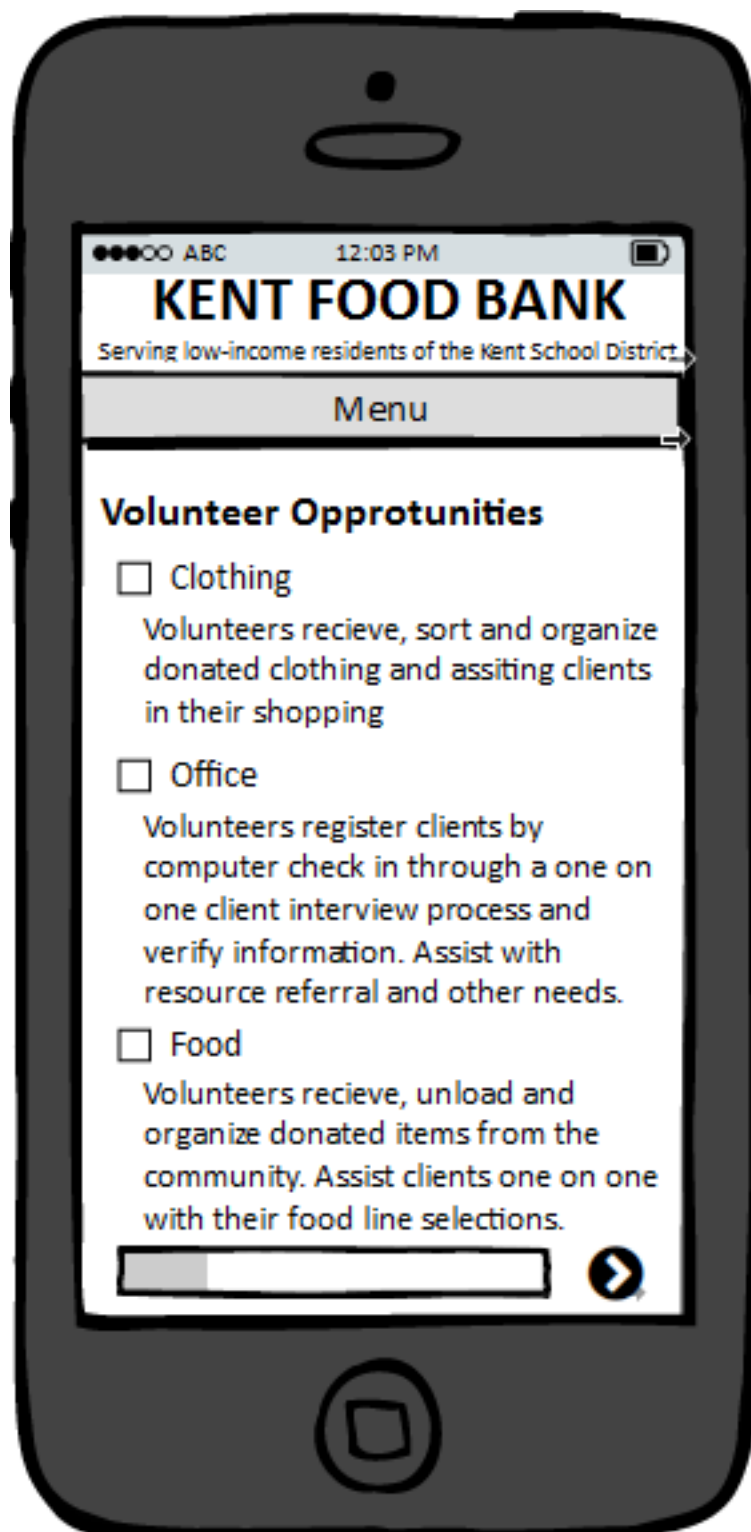 ABC 12:03 PM
KENT FOOD BANK
Serving low-income residents of the Kent School District
Menu
Volunteer Opprotunities
Clothing
Volunteers recieve, sort and organize
donated clothing and assiting clients
in their shopping
Office
Volunteers register clients by
computer check in through a one on
one client interview process and
verify information. Assist with
resource referral and other needs.
Food
Volunteers recieve, unload and
organize donated items from the
community. Assist clients one on one
with their food line selections.